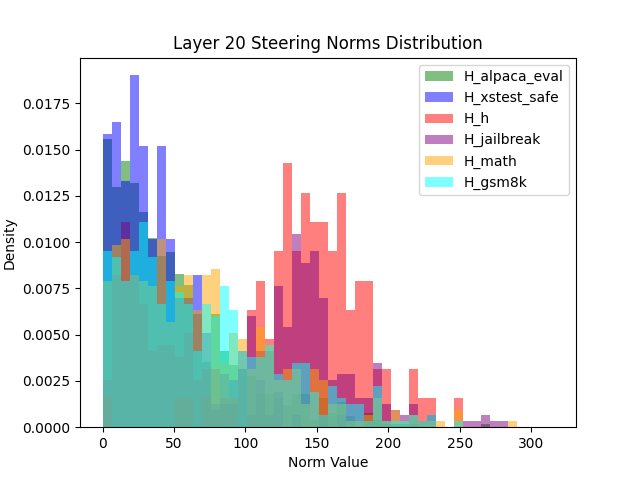 Layer 20 Steering Norms Distribution
H_alpaca_eval
H_xstest_safe
H_h
H_jailbreak
H_math
H_gsm8k
Density
0.0175
0.0150
0.0125
0.0100
0.0075
0.0050
0.0025
0.0000
0 50 100 150 200 250 300
Norm Value